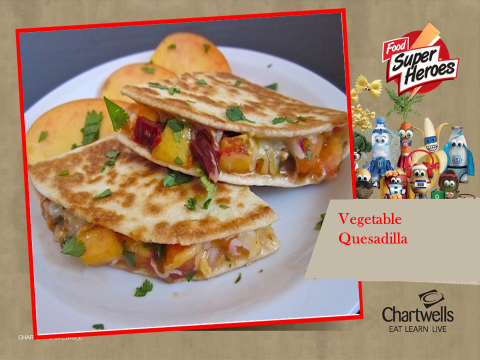 Food
Super
Heroes
Vegetable
Quesadilla
Chartwells
EAT LEARN LIVE